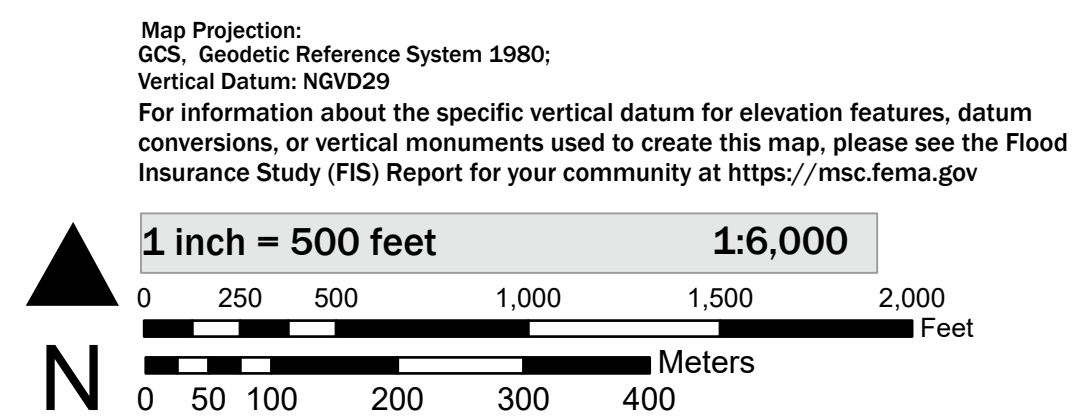 Map Projection:
GCS, Geodetic Reference System 1980;
Vertical Datum: NGVD29
For information about the specific vertical datum for elevation features, datum
conversions, or vertical monuments used to create this map, please see the Flood
Insurance Study (FIS) Report for your community at https://msc.fema.gov
1 inch = 500 feet 1:6,000
0 250 500 1,000 1,500 2,000
Feet
Meters
N
0 50 100 200 300 400